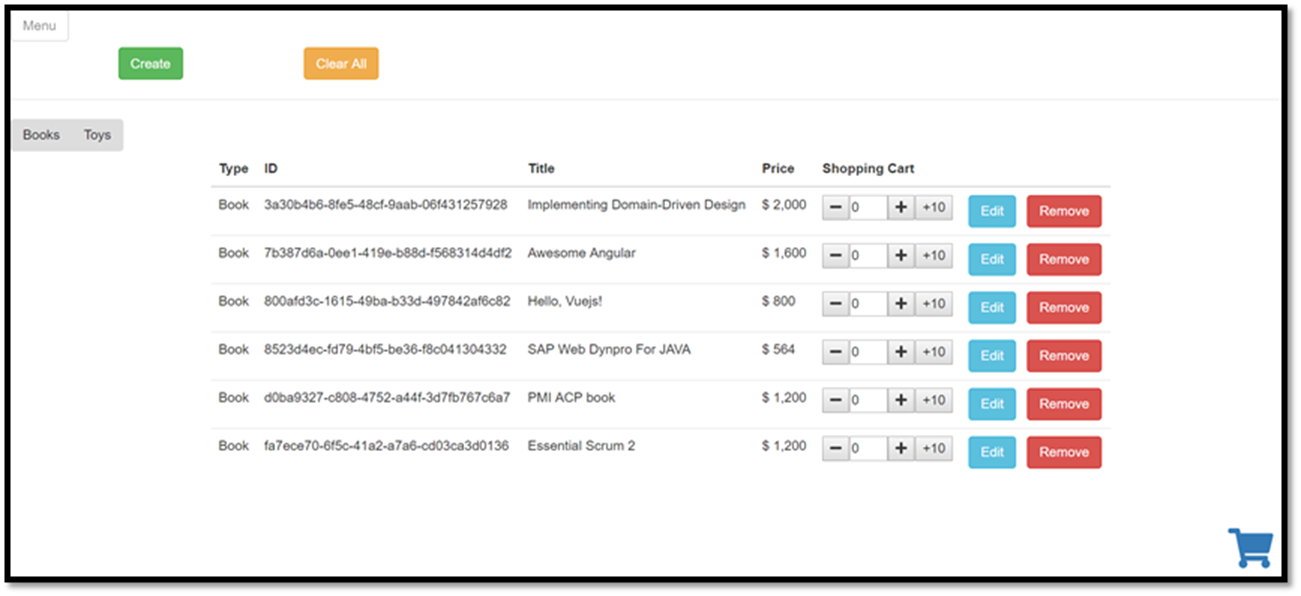 Menu
Create Clear All
Books Toys
Type ID Title Price Shopping Cart
Book 3a30b4b6-8fe5-48cf-9aab-06f431257928 Implementing Domain-Driven Design $ 2,000 − 0 + +10 Edit Remove
Book 7b387d6a-0ee1-419e-b88d-f568314d4df2 Awesome Angular $ 1,600 − 0 + +10 Edit Remove
Book 800afd3c-1615-49ba-b33d-497842af6c82 Hello, Vuejs! $ 800 − 0 + +10 Edit Remove
Book 8523d4ec-fd79-4bf5-be36-f8c041304332 SAP Web Dynpro For JAVA $ 564 − 0 + +10 Edit Remove
Book d0ba9327-c808-4752-a44f-3d7fb767c6a7 PMI ACP book $ 1,200 − 0 + +10 Edit Remove
Book fa7ece70-6f5c-41a2-a7a6-cd03ca3d0136 Essential Scrum 2 $ 1,200 − 0 + +10 Edit Remove